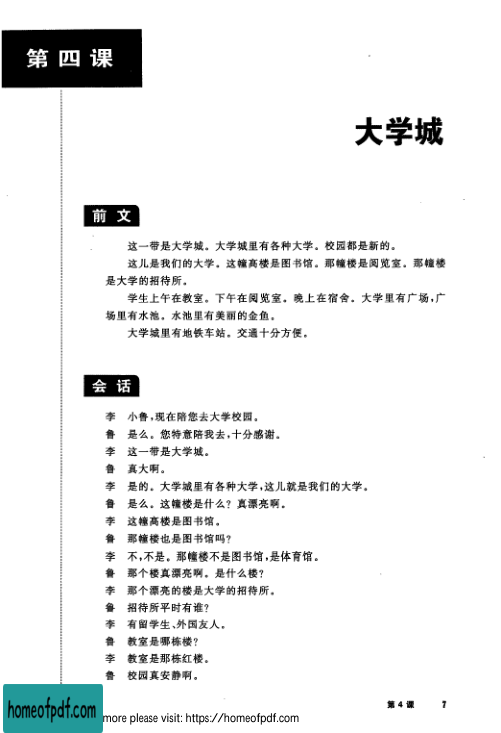 第四课
大学城
前文
这一带是大学城。大学城里有各种大学。校园都是新的。
这儿是我们的大学。这幢高楼是图书馆。那幢楼是阅览室。那幢楼
是大学的招待所。
学生上午在教室。下午在阅览室。晚上在宿舍。大学里有广场,广
场里有水池。水池里有美丽的金鱼。
大学城里有地铁车站。交通十分方便。
会话
李 小鲁,现在陪您去大学校园。
鲁 是么。您特意陪我去,十分感谢。
李 这一带是大学城。
鲁 真大啊。
李 是的。大学城里有各种大学,这儿就是我们的大学。
鲁 是么。这幢楼是什么?真漂亮啊。
李 这幢高楼是图书馆。
鲁 那幢楼也是图书馆吗?
李 不,不是。那幢楼不是图书馆,是体育馆。
鲁 那个楼真漂亮啊。是什么楼?
李 那个漂亮的楼是大学的招待所。
鲁 招待所平时有谁?
李 有留学生、外国友人。
鲁 教室是哪栋楼?
李 教室是那栋红楼。
鲁 校园真安静啊。
第4课 7
homeofpdf.com
more please visit: https://homeofpdf.com